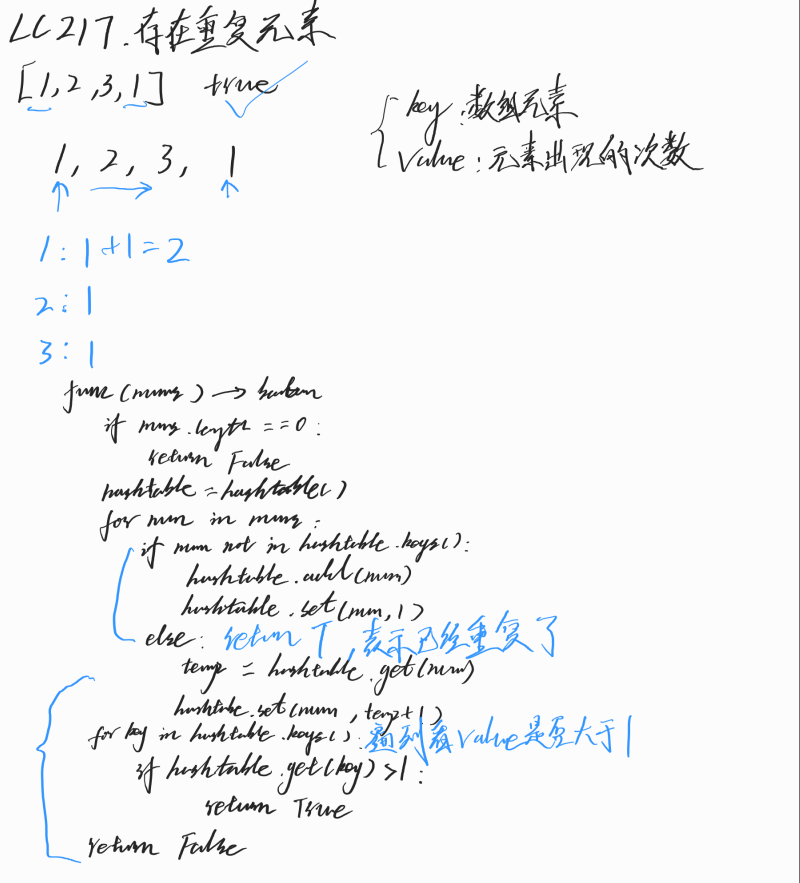 LC217.存在重复元素
[1,2,3,1] true
key:数组元素
value:元素出现的次数
1, 2, 3, 1
1:1+1=2
2:1
3:1
func(nums) → boolean
if nums.length ==0:
return False
hashtable = hashtable()
for num in nums:
if num not in hashtable.keys():
hashtable.add(num)
hashtable.set(num,1)
else: return T,表示已经重复了
temp = hashtable.get(num)
hashtable.set(num,temp+1)
for key in hashtable.keys(): 看value是否大于1
if hashtable.get(key)>1:
return True
return False